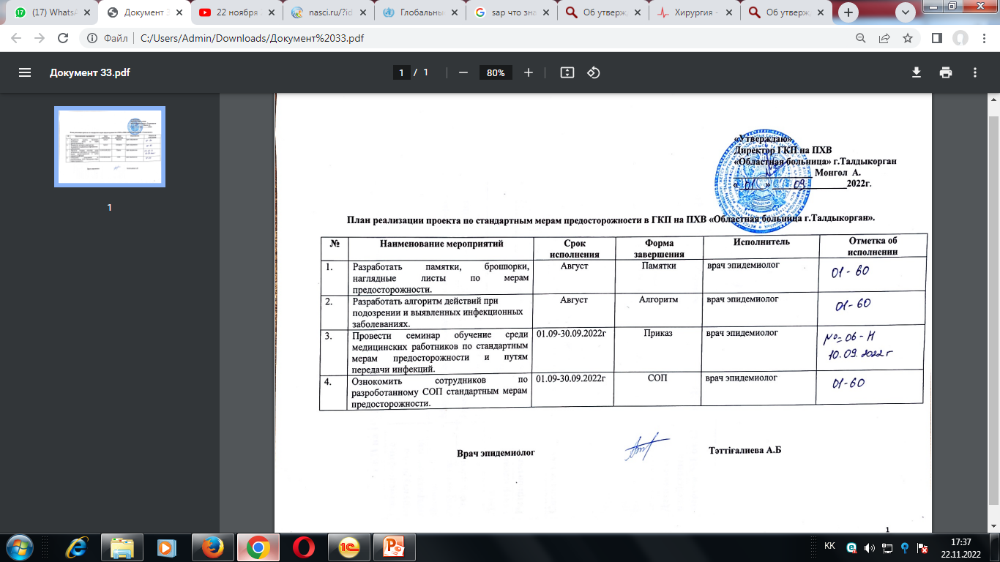 (17) WhatsA
Документ 3
22 ноября
nasci.ru/?id
Глобальны
sap что зна
Об утверж
Хирургия -
Об утверж
Файл
C:/Users/Admin/Downloads/Документ%2033.pdf
Документ 33.pdf
1 / 1
80%
1
«Утверждаю»
Директор ГКП на ПХВ
«Областная больница» г.Талдыкорган
Монгол А.
« 01 » 09 2022г.
План реализации проекта по стандартным мерам предосторожности в ГКП на ПХВ «Областная больница г.Талдыкорган».
№ Наименование мероприятий Срок исполнения Форма завершения Исполнитель Отметка об исполнении
1. Разработать памятки, брошюрки, Август Памятки врач эпидемиолог 01-60
наглядные листы по мерам
предосторожности.
2. Разработать алгоритм действий при Август Алгоритм врач эпидемиолог 01-60
подозрении и выявленных инфекционных
заболеваниях.
3. Провести семинар обучение среди 01.09-30.09.2022г Приказ врач эпидемиолог №=06-Н
медицинских работников по стандартным 10.09.2022г
мерам предосторожности и путям
передачи инфекций.
4. Ознокомить сотрудников по 01.09-30.09.2022г СОП врач эпидемиолог 01-60
разроботанному СОП стандартным мерам
предосторожности.
Врач эпидемиолог Тәттіғалиева А.Б
1
KK
17:37
22.11.2022